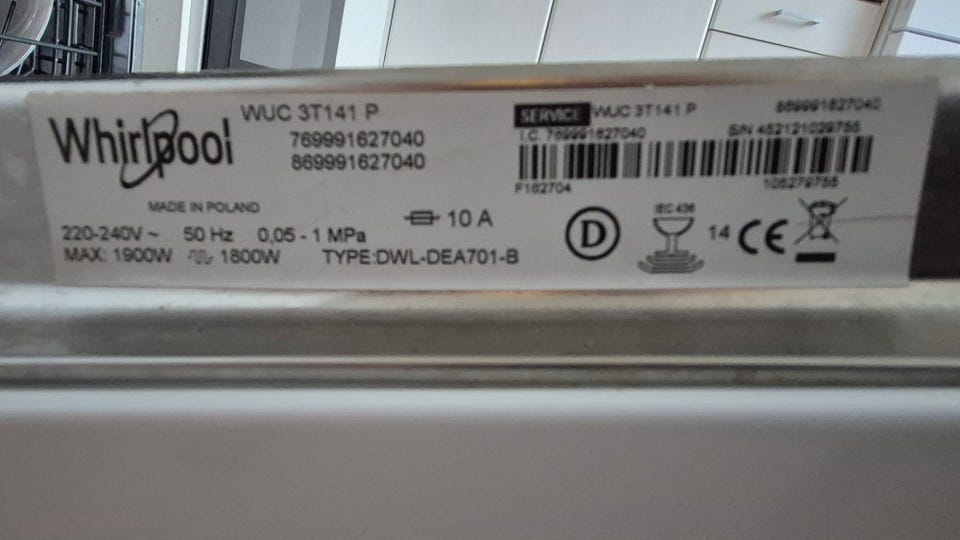 Whirlpool
WUC 3T141 P
769991627040
869991627040
MADE IN POLAND
10 A
220-240V ~ 50 Hz 0,05 - 1 MPa
MAX: 1900W 1800W TYPE:DWL-DEA701-B
SERVICE WUC 3T141 P 869991627040
I.C. 769991627040 S/N 452121029755
F162704 106279765
D
IEC 436
14 CE